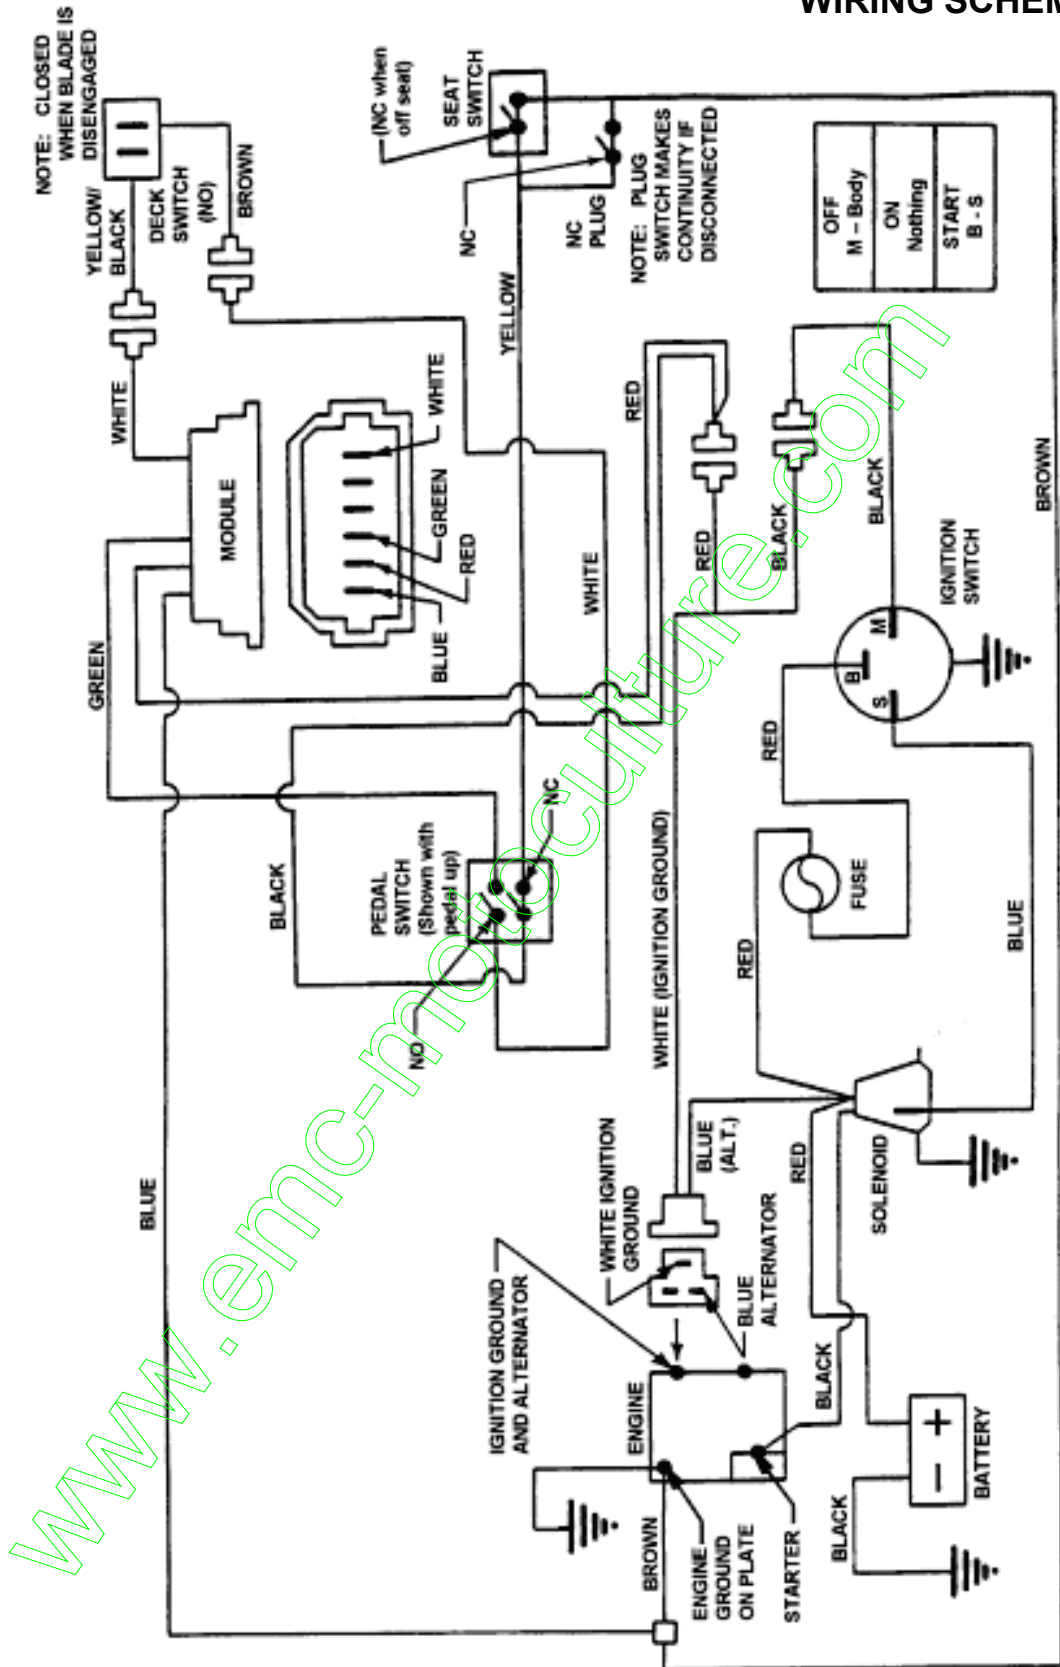 WIRING SCHEM
NOTE: CLOSED
WHEN BLADE IS
DISENGAGED
YELLOW/
BLACK
DECK
SWITCH
(NO)
BROWN
(NC when
off seat)
SEAT
SWITCH
NC
NC
PLUG
NOTE: PLUG
SWITCH MAKES
CONTINUITY IF
DISCONNECTED
OFF
M – Body
ON
Nothing
START
B - S
WHITE
MODULE
WHITE
GREEN
RED
BLUE
YELLOW
WHITE
RED
RED
BLACK
BLACK
BROWN
IGNITION
SWITCH
M
B
S
GREEN
BLACK
PEDAL
SWITCH
(Shown with
pedal up)
NC
NO
WHITE (IGNITION GROUND)
RED
FUSE
RED
BLUE
BLUE
BLUE
(ALT.)
RED
SOLENOID
WHITE IGNITION
GROUND
BLUE
ALTERNATOR
IGNITION GROUND
AND ALTERNATOR
ENGINE
BLACK
BATTERY
+
–
BROWN
ENGINE
GROUND
ON PLATE
STARTER
BLACK
www.emc-motoculture.com